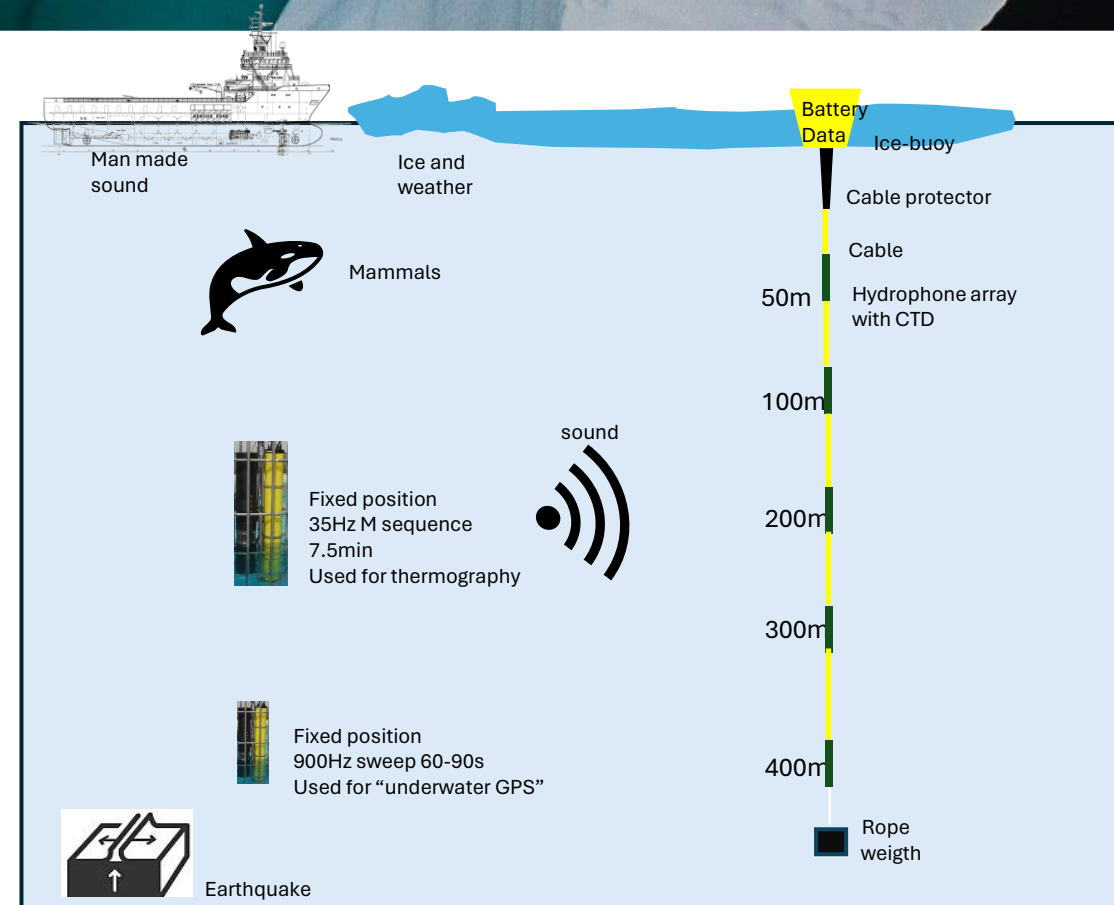 Man made
sound
Ice and
weather
Battery
Data
Ice-buoy
Cable protector
Cable
Mammals
50m
Hydrophone array
with CTD
100m
sound
Fixed position
35Hz M sequence
7.5min
Used for thermography
200m
300m
Fixed position
900Hz sweep 60-90s
Used for “underwater GPS”
400m
Rope
weigth
Earthquake